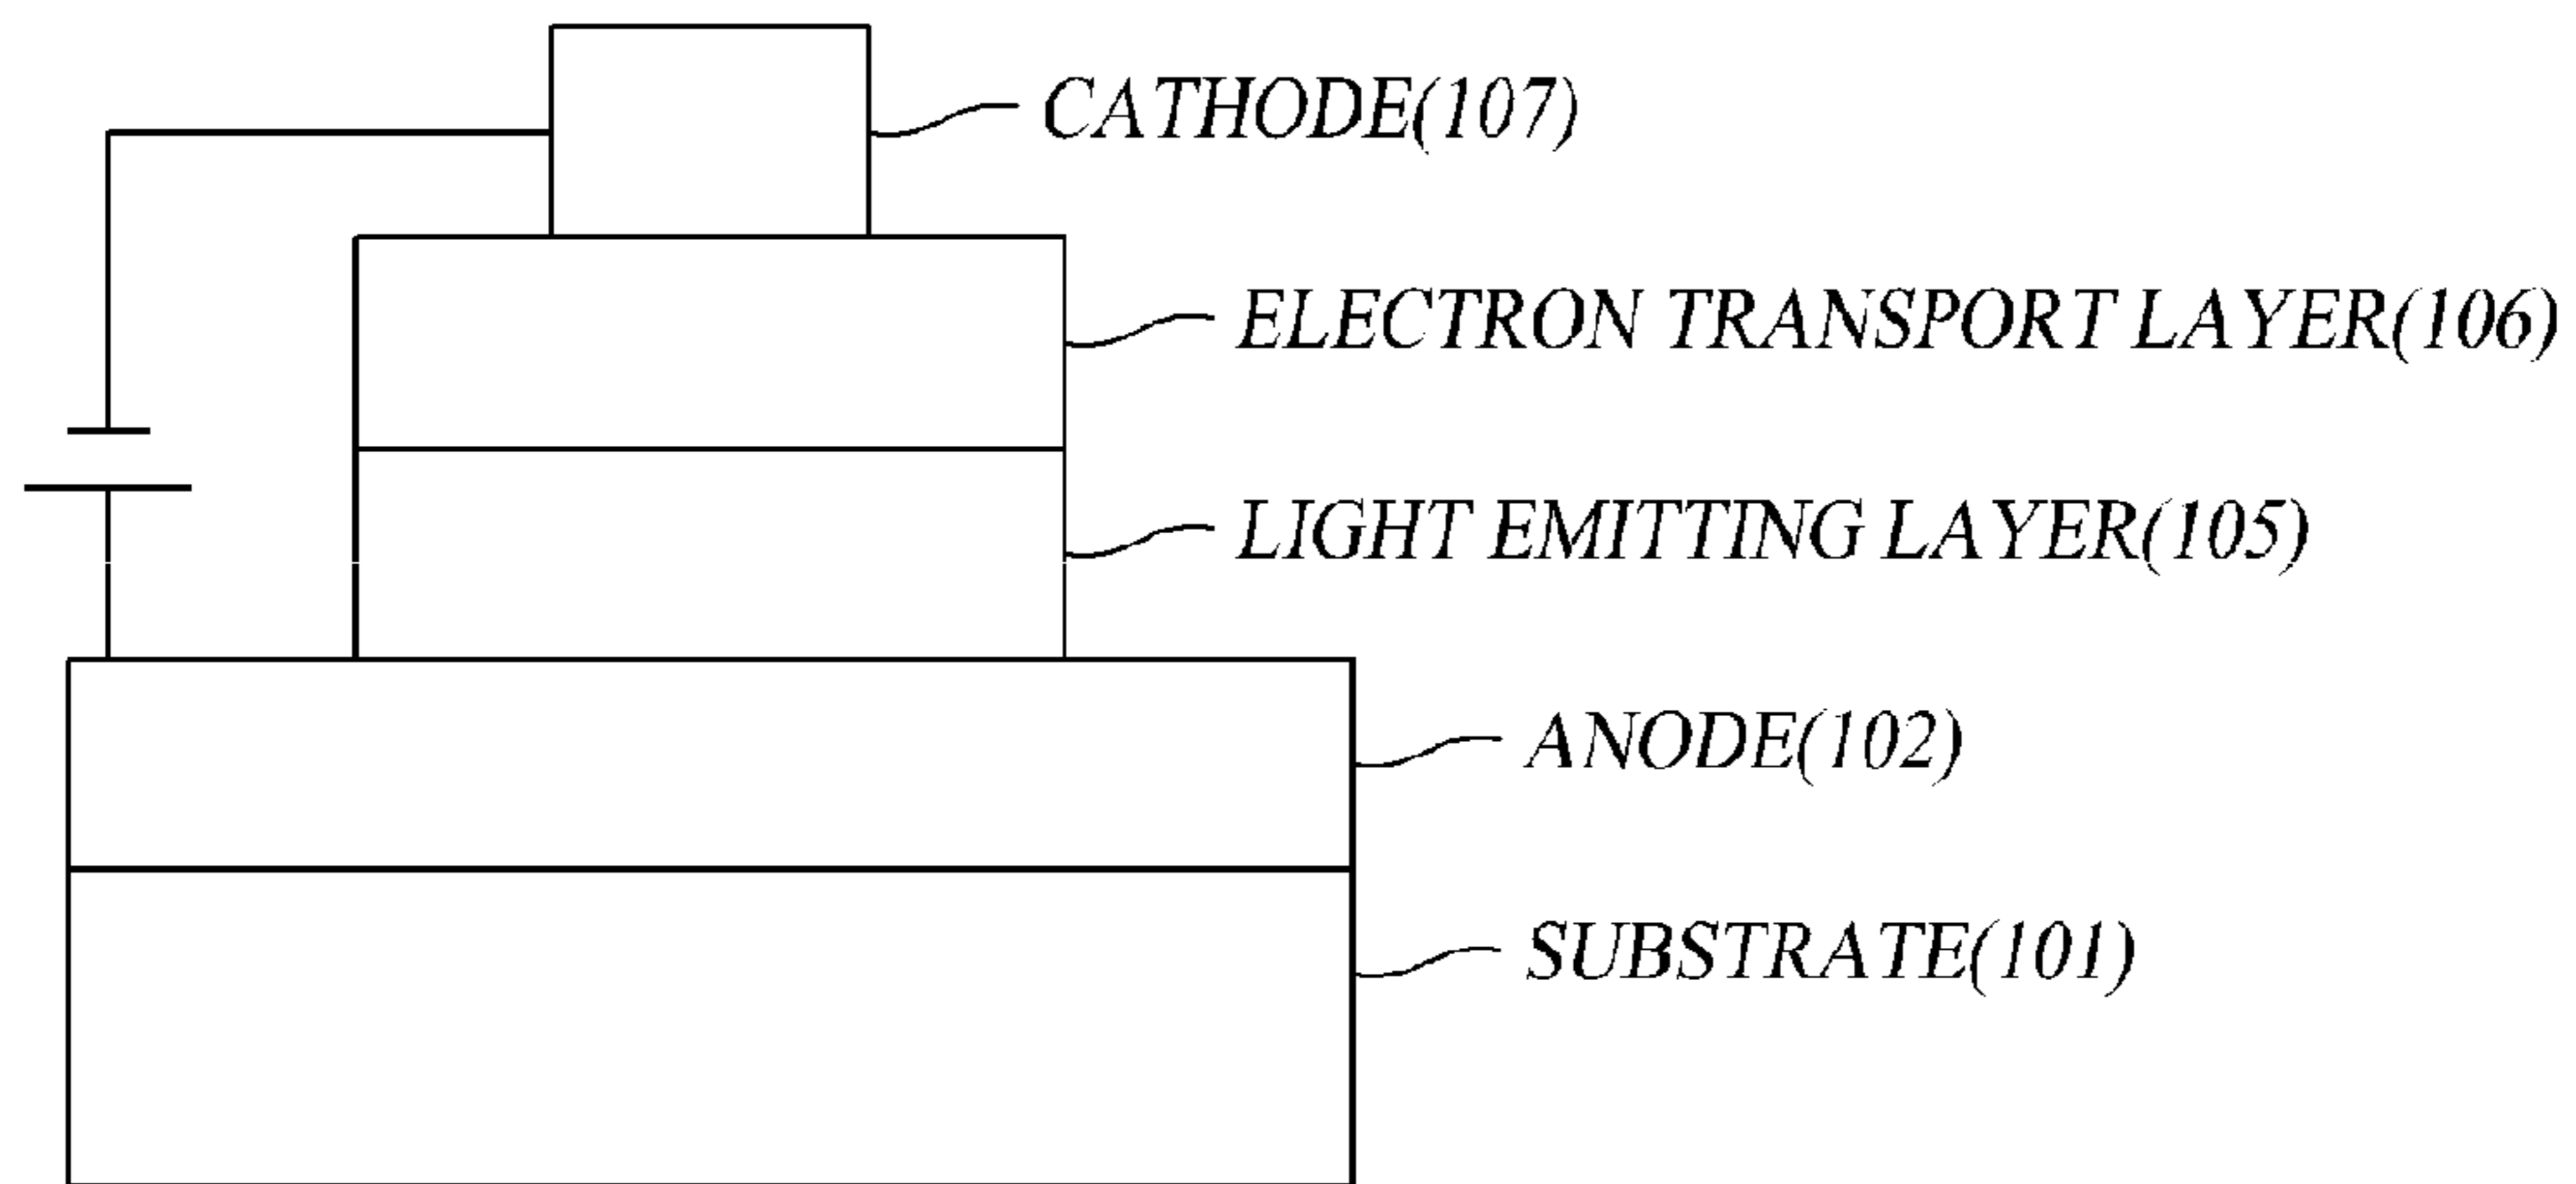 CATHODE(107)
ELECTRON TRANSPORT LAYER(106)
LIGHT EMITTING LAYER(105)
ANODE(102)
SUBSTRATE(101)